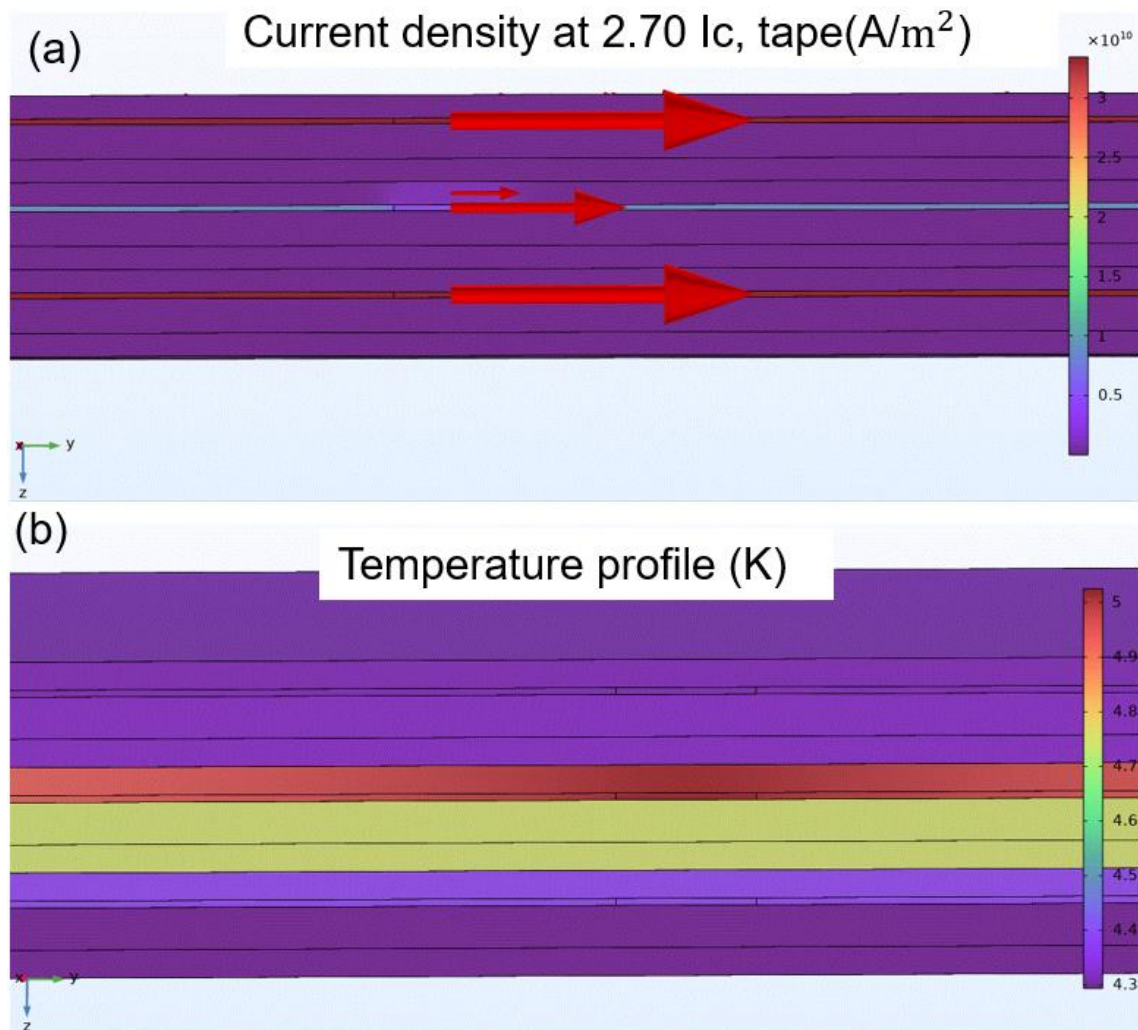 (a)
Current density at 2.70 Ic, tape(A/m²)
×10¹⁰
3
2.5
2
1.5
1
0.5
x
y
z
(b)
Temperature profile (K)
5
4.9
4.8
4.7
4.6
4.5
4.4
4.3
x
y
z